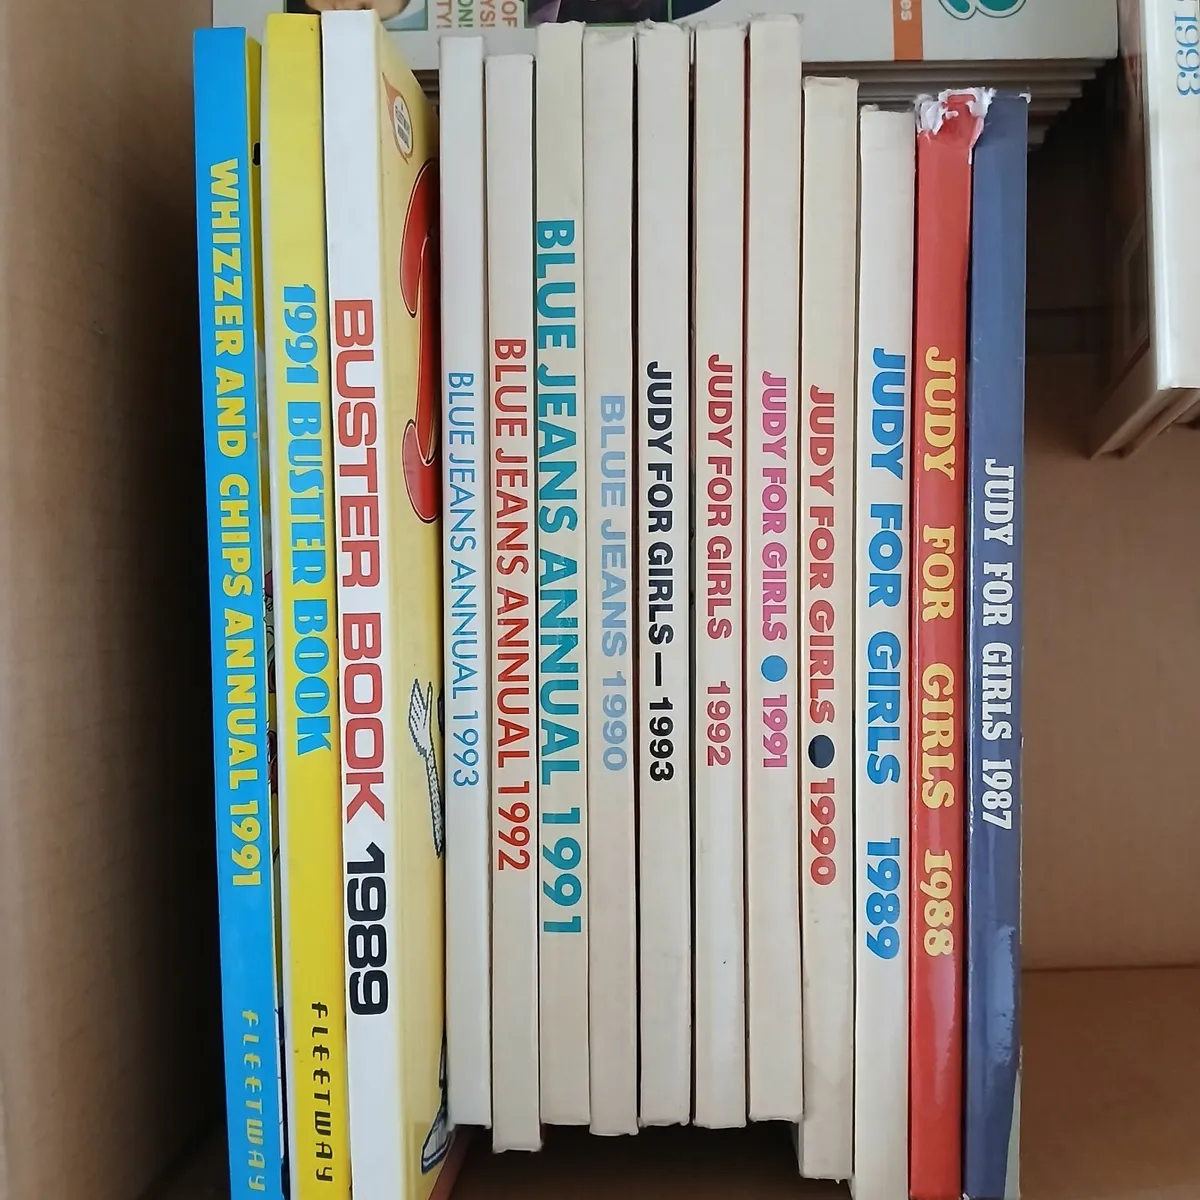 WHIZZER AND CHIPS ANNUAL 1991
FLEETWAY
1991 BUSTER BOOK
FLEETWAY
BUSTER BOOK 1989
BLUE JEANS ANNUAL 1993
BLUE JEANS ANNUAL 1992
BLUE JEANS ANNUAL 1991
BLUE JEANS 1990
JUDY FOR GIRLS — 1993
JUDY FOR GIRLS 1992
JUDY FOR GIRLS ● 1991
JUDY FOR GIRLS ● 1990
JUDY FOR GIRLS 1989
JUDY FOR GIRLS 1988
JUDY FOR GIRLS 1987
1993